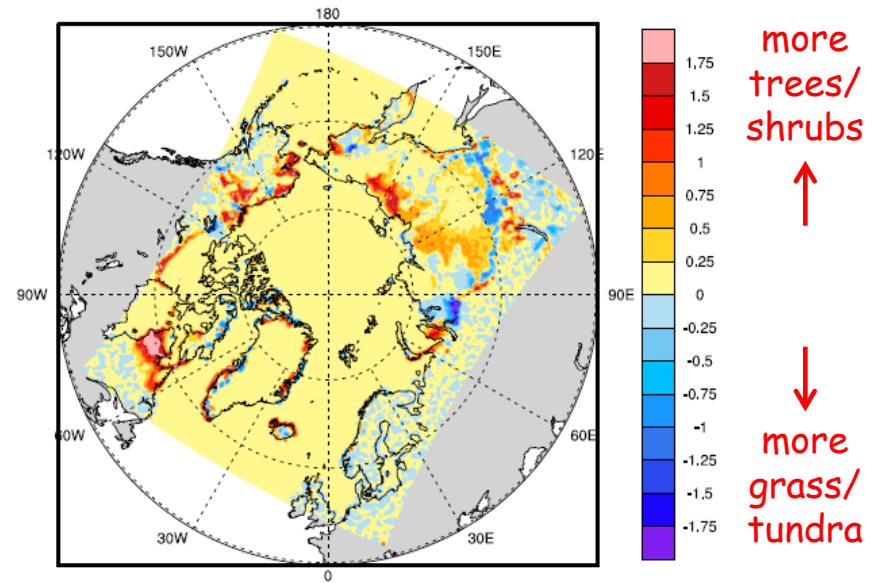 180
150W
150E
120W
120E
90W
90E
60W
60E
30W
30E
0
1.75
1.5
1.25
1
0.75
0.5
0.25
0
-0.25
-0.5
-0.75
-1
-1.25
-1.5
-1.75
more
trees/
shrubs
more
grass/
tundra